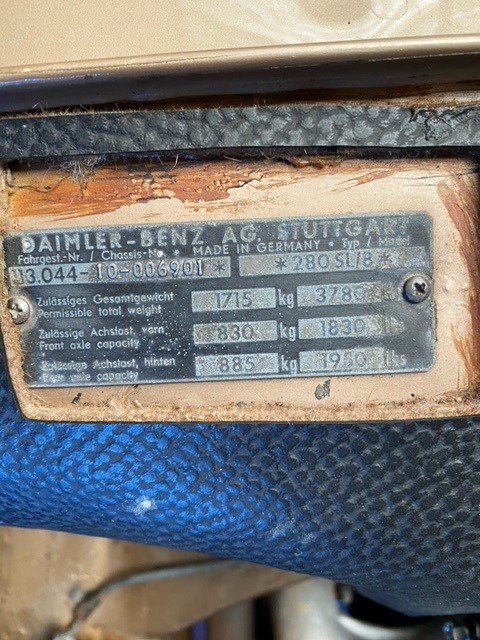 DAIMLER-BENZ AG STUTTGART
Fahrgest.-Nr./ Chassis-No. • MADE IN GERMANY • Typ / Model
113.044-10-006901 * * 280 SL/8 *
Zulässiges Gesamtgewicht 1715 kg 3780 lbs
Permissible total, weight
Zulässige Achslast, vorn 830 kg 1830 lbs
Front axle capacity
Zulässige Achslast, hinten 885 kg 1950 lbs
Rear axle capacity